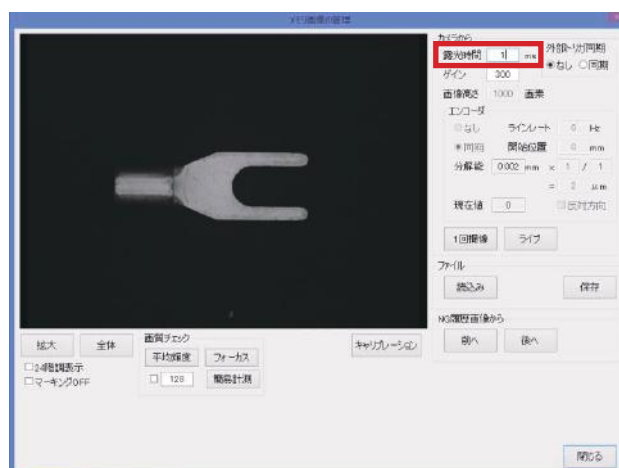 メモリ画像の管理
カメラから
露光時間 1 ms
外部トリガ同期
なし 同期
ゲイン 300
画像高さ 1000 画素
エンコーダ
なし ラインレート 0 Hz
同期 開始位置 0 mm
分解能 0.002 mm × 1 / 1
= 2 μm
現在値 0 反対方向
1回撮像 ライブ
ファイル
読込み 保存
NG履歴画像から
前へ 後へ
拡大 全体
24階調表示
マーキングOFF
画質チェック
平均輝度 フォーカス
128 簡易計測
キャリブレーション
閉じる